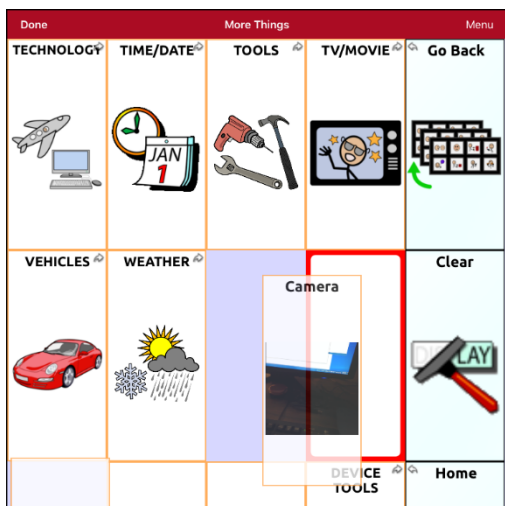 Done More Things Menu
TECHNOLOGY TIME/DATE TOOLS TV/MOVIE Go Back
JAN
1
VEHICLES WEATHER Clear
Camera
LAY
DEVICE Home
TOOLS